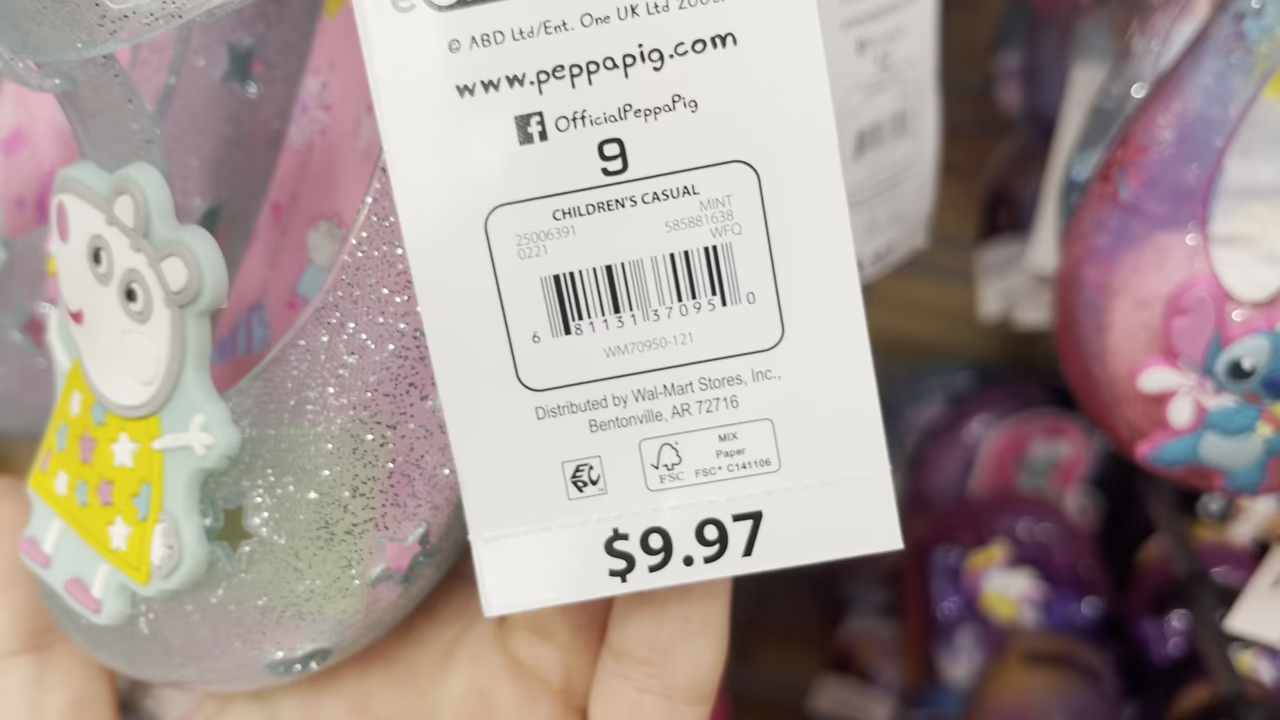 © ABD Ltd/Ent. One UK Ltd
www.peppapig.com
OfficialPeppaPig
9
CHILDREN'S CASUAL
25006391 MINT
0221 585881638
WFQ
6 81131 37095 0
WM70950-121
Distributed by Wal-Mart Stores, Inc.,
Bentonville, AR 72716
EPC
FSC
MIX
Paper
FSC® C141106
$9.97